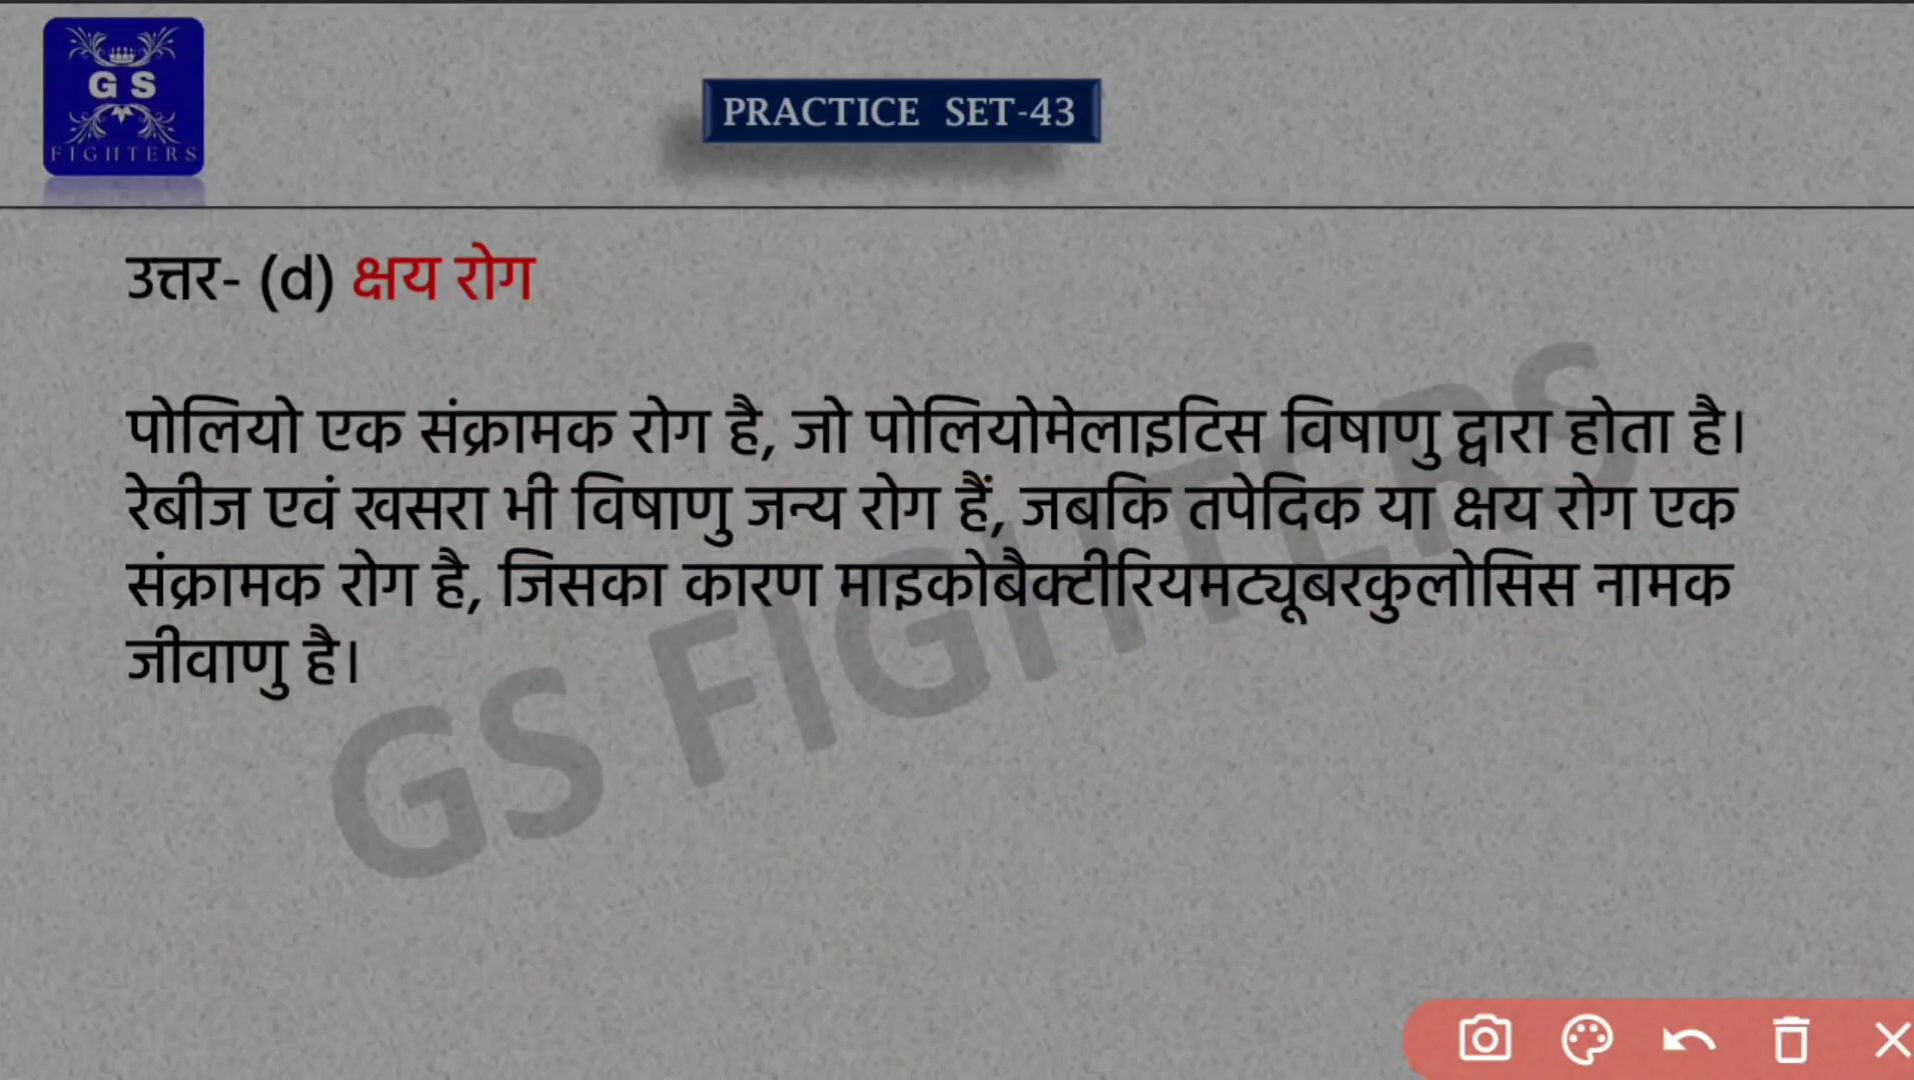 G S
FIGHTERS
PRACTICE SET-43
उत्तर- (d) क्षय रोग
पोलियो एक संक्रामक रोग है, जो पोलियोमेलाइटिस विषाणु द्वारा होता है।
रेबीज एवं खसरा भी विषाणु जन्य रोग हैं, जबकि तपेदिक या क्षय रोग एक
संक्रामक रोग है, जिसका कारण माइकोबैक्टीरियमट्यूबरकुलोसिस नामक
जीवाणु है।
GS FIGHTERS